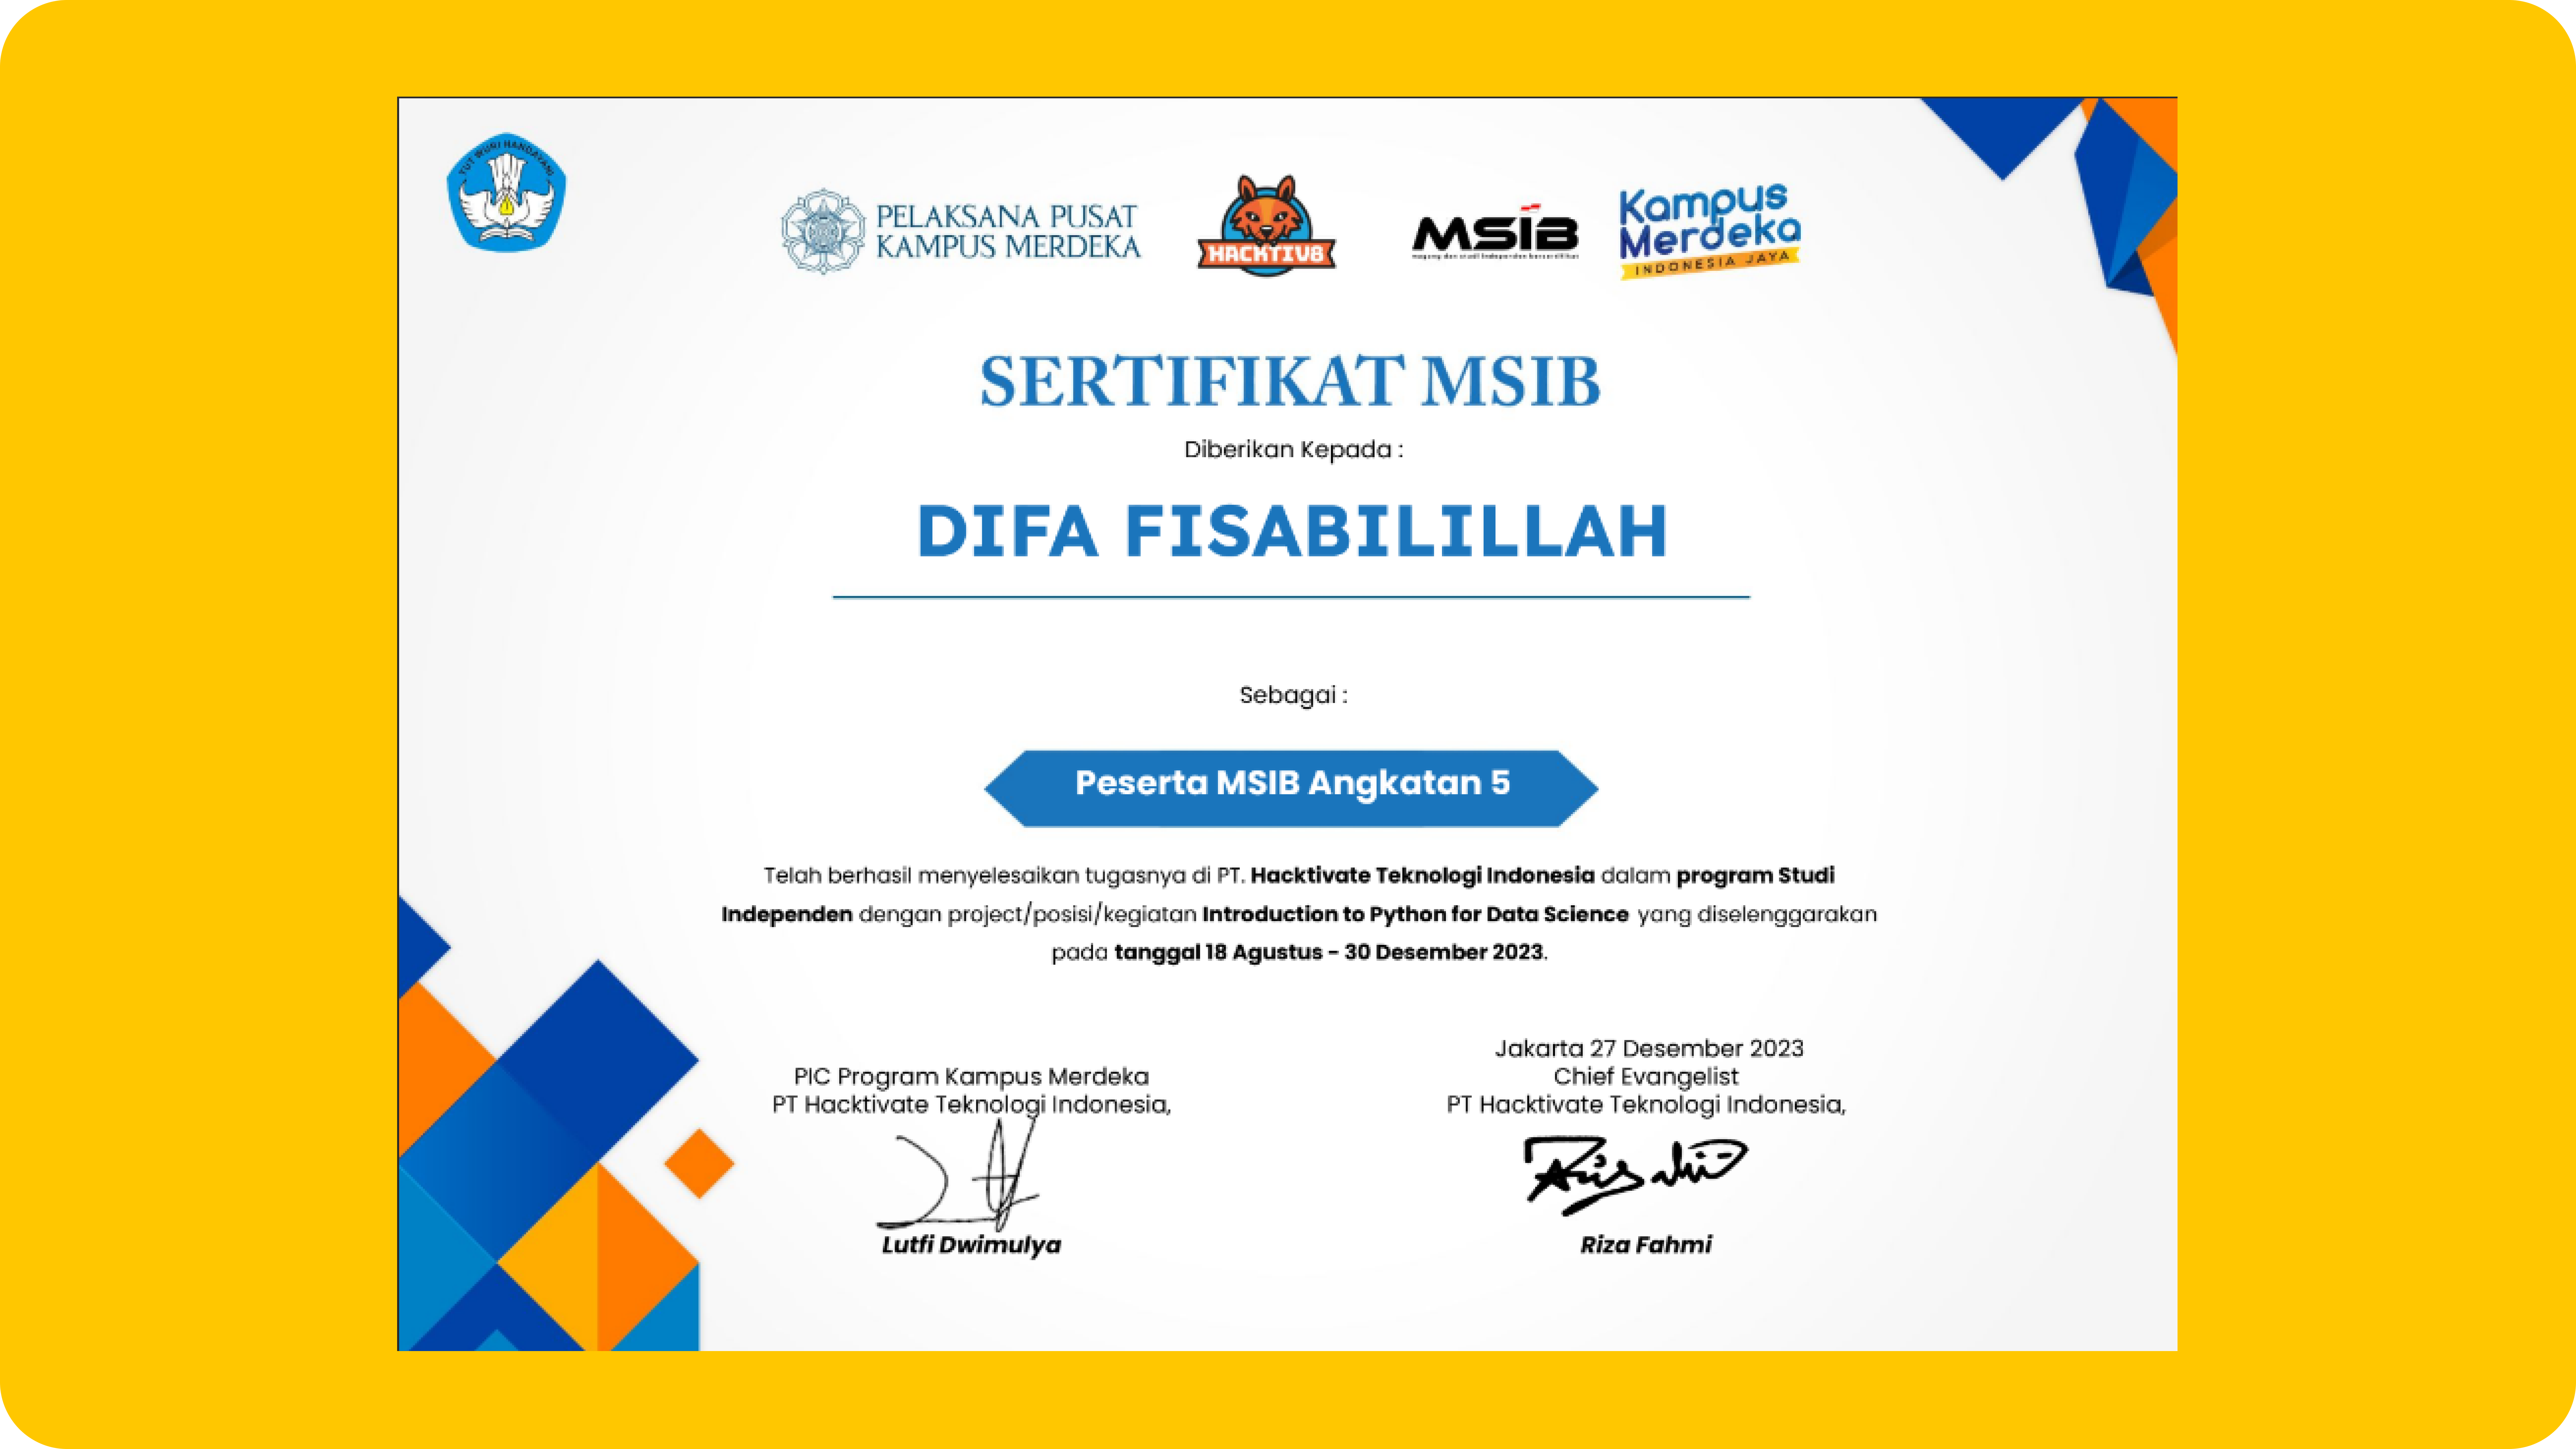 TUT WURI HANDAYANI
PELAKSANA PUSAT
KAMPUS MERDEKA
HACKTIV8
MSIB
magang dan studi independen bersertifikat
Kampus
Merdeka
INDONESIA JAYA
SERTIFIKAT MSIB
Diberikan Kepada :
DIFA FISABILILLAH
Sebagai :
Peserta MSIB Angkatan 5
Telah berhasil menyelesaikan tugasnya di PT. Hacktivate Teknologi Indonesia dalam program Studi
Independen dengan project/posisi/kegiatan Introduction to Python for Data Science yang diselenggarakan
pada tanggal 18 Agustus - 30 Desember 2023.
PIC Program Kampus Merdeka
PT Hacktivate Teknologi Indonesia,
Lutfi Dwimulya
Jakarta 27 Desember 2023
Chief Evangelist
PT Hacktivate Teknologi Indonesia,
Riza Fahmi